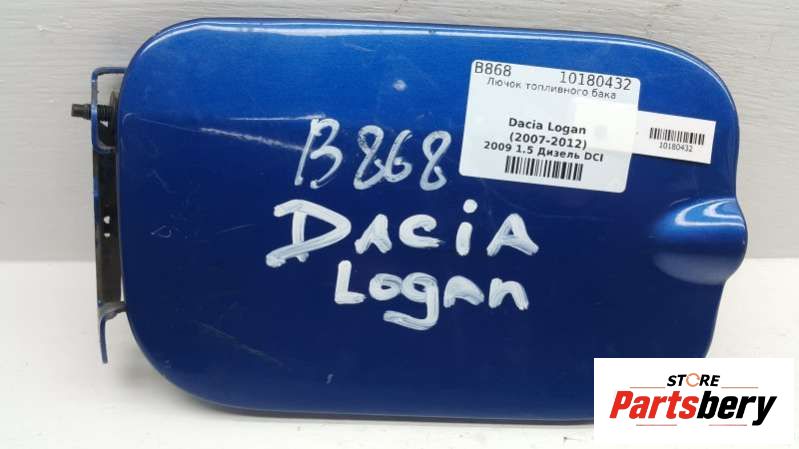 B868 10180432
Лючок топливного бака
Dacia Logan
(2007-2012)
2009 1.5 Дизель DCI
10180432
B868
DACiA
Logan
STORE
Partsbery